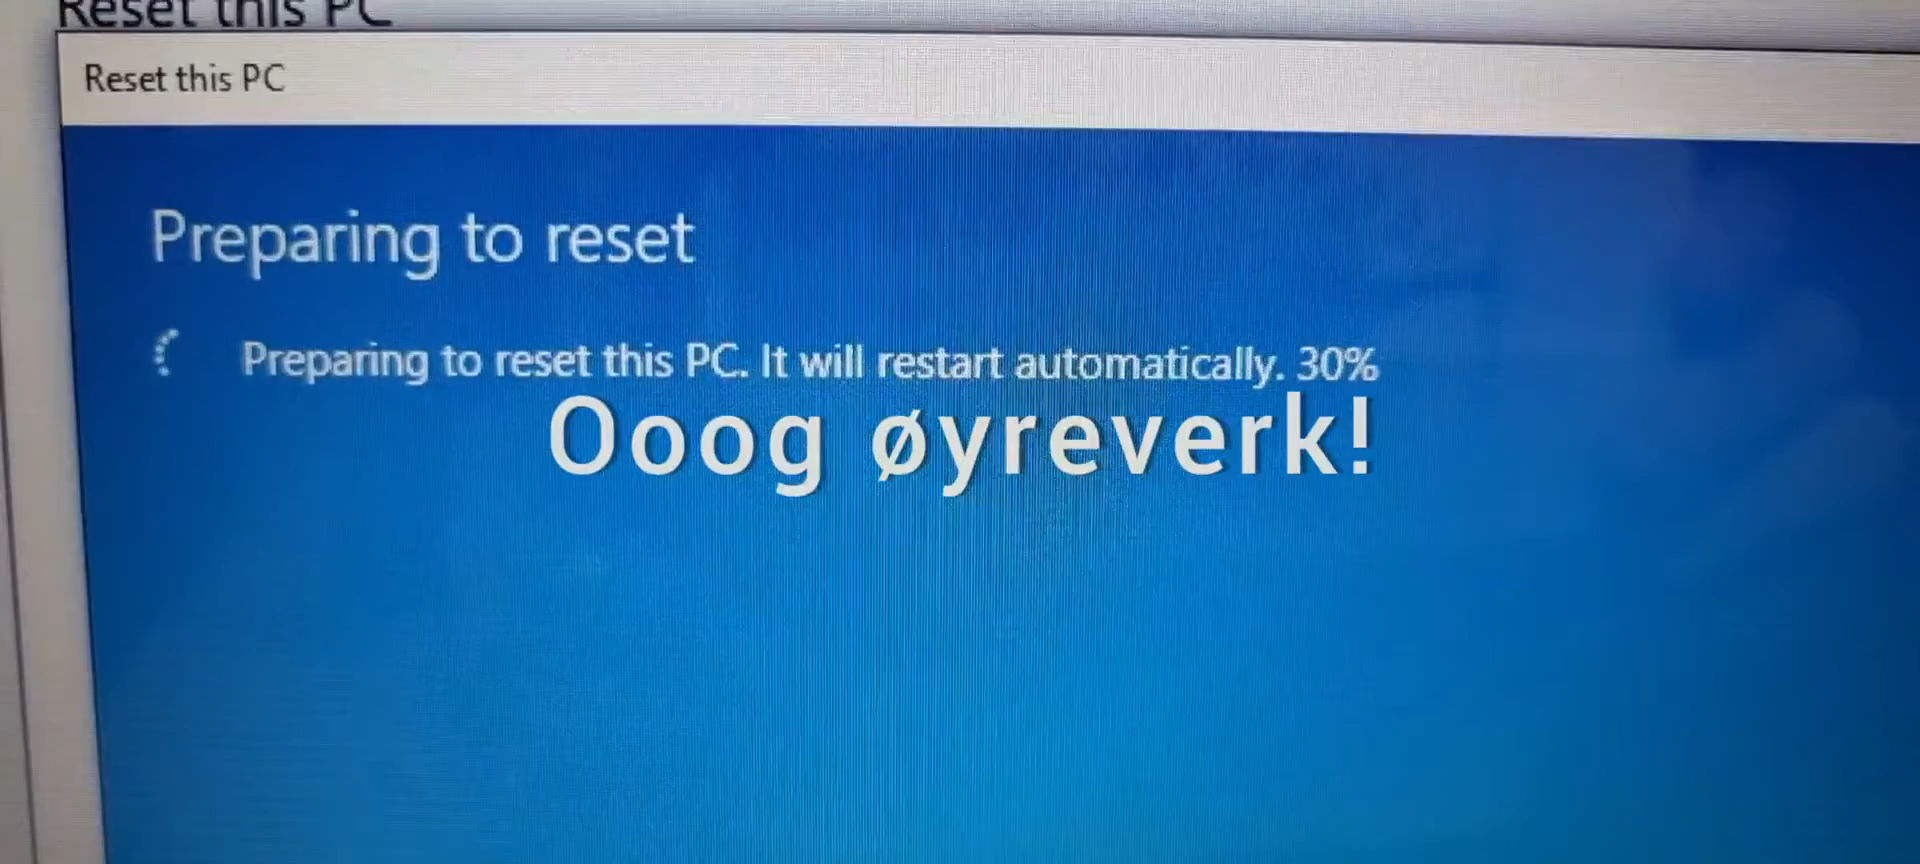 Reset this PC
Reset this PC
Preparing to reset
Preparing to reset this PC. It will restart automatically. 30%
Ooog øyreverk!